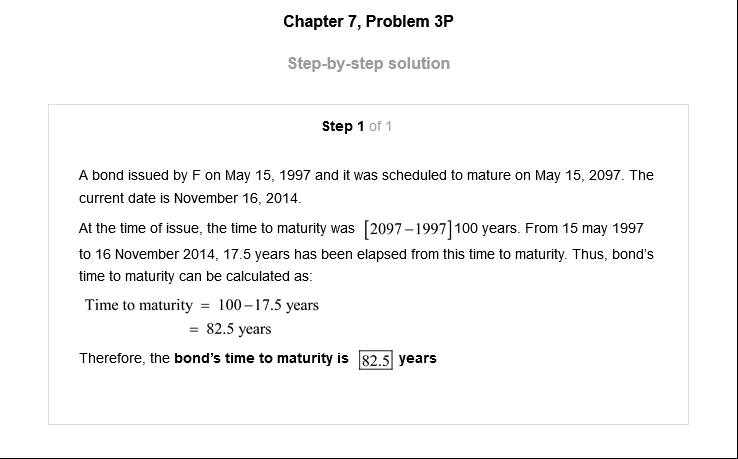 Chapter 7, Problem 3P
Step-by-step solution
Step 1 of 1
A bond issued by F on May 15, 1997 and it was scheduled to mature on May 15, 2097. The
current date is November 16, 2014.
At the time of issue, the time to maturity was [2097−1997]100 years. From 15 may 1997
to 16 November 2014, 17.5 years has been elapsed from this time to maturity. Thus, bond's
time to maturity can be calculated as:
Time to maturity = 100−17.5 years
= 82.5 years
Therefore, the bond's time to maturity is 82.5 years